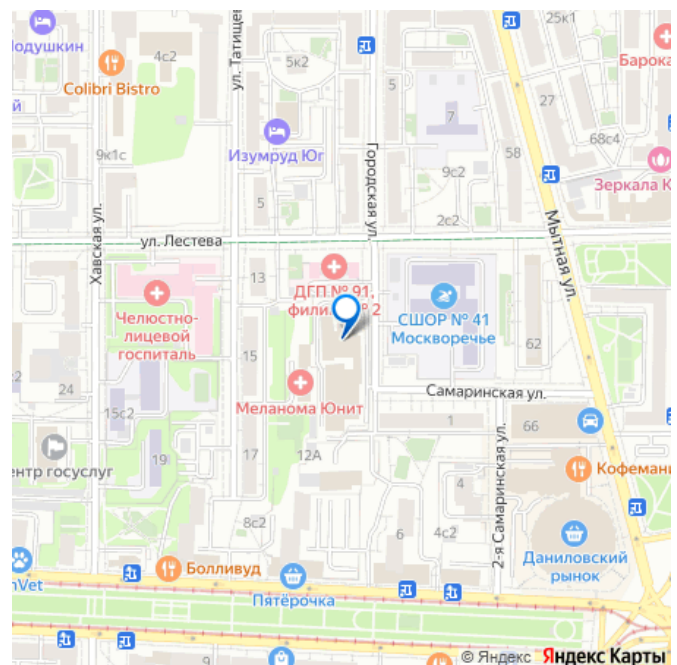 25к1
Подушкин
4с2
Colibri Bistro
ул. Татищева
5к2
5
Барока
27
7
68с4
Изумруд Юг
9к1с
58
9с2
Зеркала К
5
Городская ул.
2с2
Мытная ул.
Хавская ул.
ул. Лестева
13
ДГП № 91,
филиал № 2
Челюстно-
лицевой
госпиталь
СШОР № 41
Москворечье
15
62
24
Самаринская ул.
Меланома Юнит
15с2
1
66
центр госуслуг
19
17
12А
2-я Самаринская ул.
Кофемания
4
8с2
6
4с2
Даниловский
рынок
nVet
Болливуд
Пятёрочка
© Яндекс Яндекс Карты